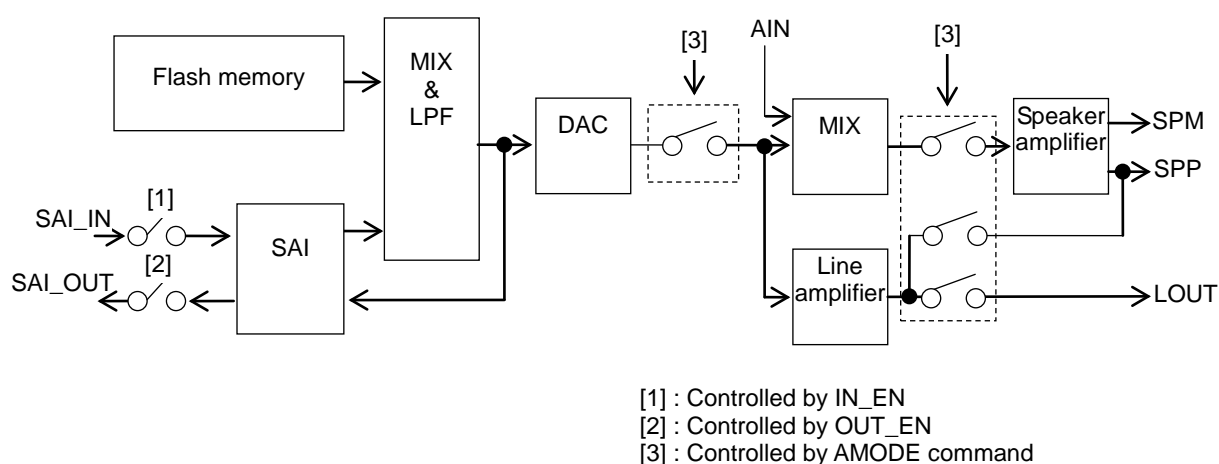 Flash memory
MIX
&
LPF
DAC
[3]
AIN
MIX
[3]
Speaker
amplifier
SPM
SPP
SAI_IN
[1]
SAI_OUT
[2]
SAI
Line
amplifier
LOUT
[1] : Controlled by IN_EN
[2] : Controlled by OUT_EN
[3] : Controlled by AMODE command